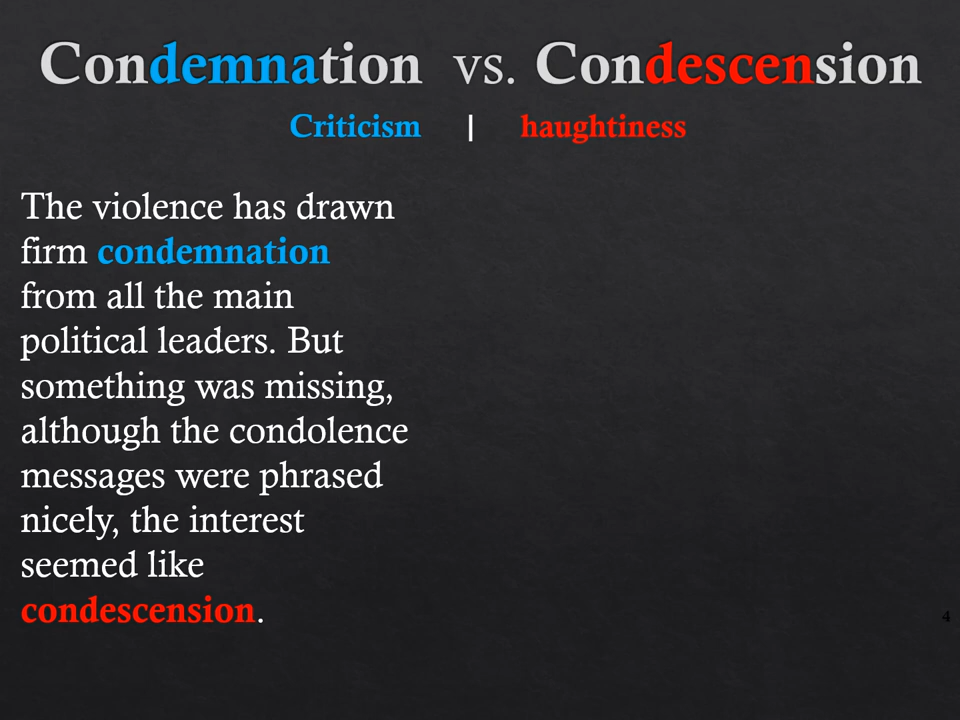 Condemnation vs. Condescension
Criticism | haughtiness
The violence has drawn
firm condemnation
from all the main
political leaders. But
something was missing,
although the condolence
messages were phrased
nicely, the interest
seemed like
condescension.
4